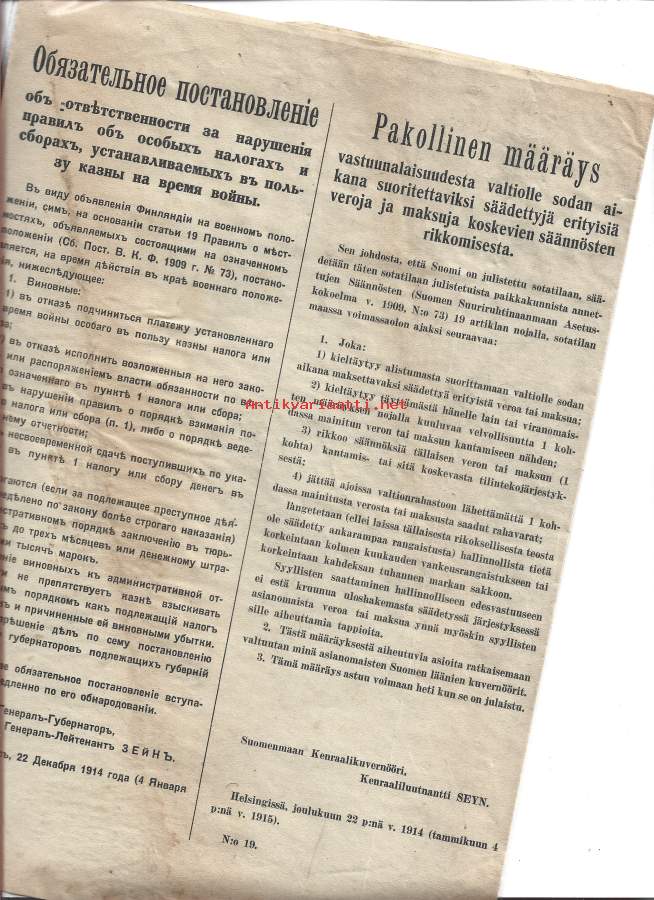 Обязательное постановленіе
объ отвѣтственности за нарушенія
правилъ объ особыхъ налогахъ и
сборахъ, устанавливаемыхъ въ поль-
зу казны на время войны.
Въ виду объявленія Финляндіи на военномъ поло-
женіи, симъ, на основаніи статьи 19 Правилъ о мѣст-
ностяхъ, объявляемыхъ состоящими на означенномъ
положеніи (Сб. Пост. В. К. Ф. 1909 г. № 73), постано-
вляется, на время дѣйствія въ краѣ военнаго положе-
нія, нижеслѣдующее:
1. Виновные:
1) въ отказѣ подчиниться платежу установленнаго
время войны особаго въ пользу казны налога или
въ отказѣ исполнить возложенныя на него зако-
или распоряженіемъ власти обязанности по взи-
означеннаго въ пунктѣ 1 налога или сбора;
въ нарушеніи правилъ о порядкѣ взиманія по-
налога или сбора (п. 1), либо о порядкѣ веде-
ному отчетности;
несвоевременной сдачѣ поступившихъ по ука-
въ пунктѣ 1 налогу или сбору денегъ въ
гаются (если за подлежащее преступное дѣя-
едѣлено по закону болѣе строгаго наказанія)
стративномъ порядкѣ заключенію въ тюрь-
до трехъ мѣсяцевъ или денежному штра-
ми тысячъ марокъ.
еніе виновныхъ къ административной от-
ти не препятствуетъ казнѣ взыскивать
ымъ порядкомъ какъ подлежащій налогъ
и причиненные ей виновными убытки.
зрѣшеніе дѣлъ по сему постановленію
губернаторовъ подлежащихъ губерній
обязательное постановленіе вступа-
едленно по его обнародованіи.
Генералъ-Губернаторъ,
Генералъ-Лейтенантъ ЗЕЙНЪ.
22 Декабря 1914 года (4 Января
Pakollinen määräys
vastuunalaisuudesta valtiolle sodan ai-
kana suoritettaviksi säädettyjä erityisiä
veroja ja maksuja koskevien säännösten
rikkomisesta.
Sen johdosta, että Suomi on julistettu sotatilaan, sää-
detään täten sotatilaan julistetuista paikkakunnista annet-
tujen Säännösten (Suomen Suuriruhtinaanmaan Asetus-
kokoelma v. 1909, N:o 73) 19 artiklan nojalla, sotatilan
maassa voimassaolon ajaksi seuraavaa:
1. Joka:
1) kieltäytyy alistumasta suorittamaan valtiolle sodan
aikana maksettavaksi säädettyä erityistä veroa tai maksua;
2) kieltäytyy täyttämästä hänelle lain tai viranomais-
ten määräyksen nojalla kuuluvaa velvollisuutta 1 koh-
dassa mainitun veron tai maksun kantamiseen nähden;
3) rikkoo säännöksiä tällaisen veron tai maksun (1
kohta) kantamis- tai sitä koskevasta tilintekojärjestyk-
sestä;
4) jättää ajoissa valtionrahastoon lähettämättä 1 koh-
dassa mainitusta verosta tai maksusta saadut rahavarat;
langetetaan (ellei laissa tällaisesta rikoksellisesta teosta
ole säädetty ankarampaa rangaistusta) hallinnollista tietä
korkeintaan kolmen kuukauden vankeusrangaistukseen tai
korkeintaan kahdeksan tuhannen markan sakkoon.
Syyllisten saattaminen hallinnolliseen edesvastuuseen
ei estä kruunua uloshakemasta säädetyssä järjestyksessä
asianomaista veroa tai maksua ynnä myöskin syyllisten
sille aiheuttamia tappioita.
2. Tästä määräyksestä aiheutuvia asioita ratkaisemaan
valtuutan minä asianomaisten Suomen läänien kuvernöörit.
3. Tämä määräys astuu voimaan heti kun se on julaistu.
Suomenmaan Kenraalikuvernööri,
Kenraaliluutnantti SEYN.
Helsingissä, joulukuun 22 p:nä v. 1914 (tammikuun 4
p:nä v. 1915).
N:o 19.
Antikvariaatti.net